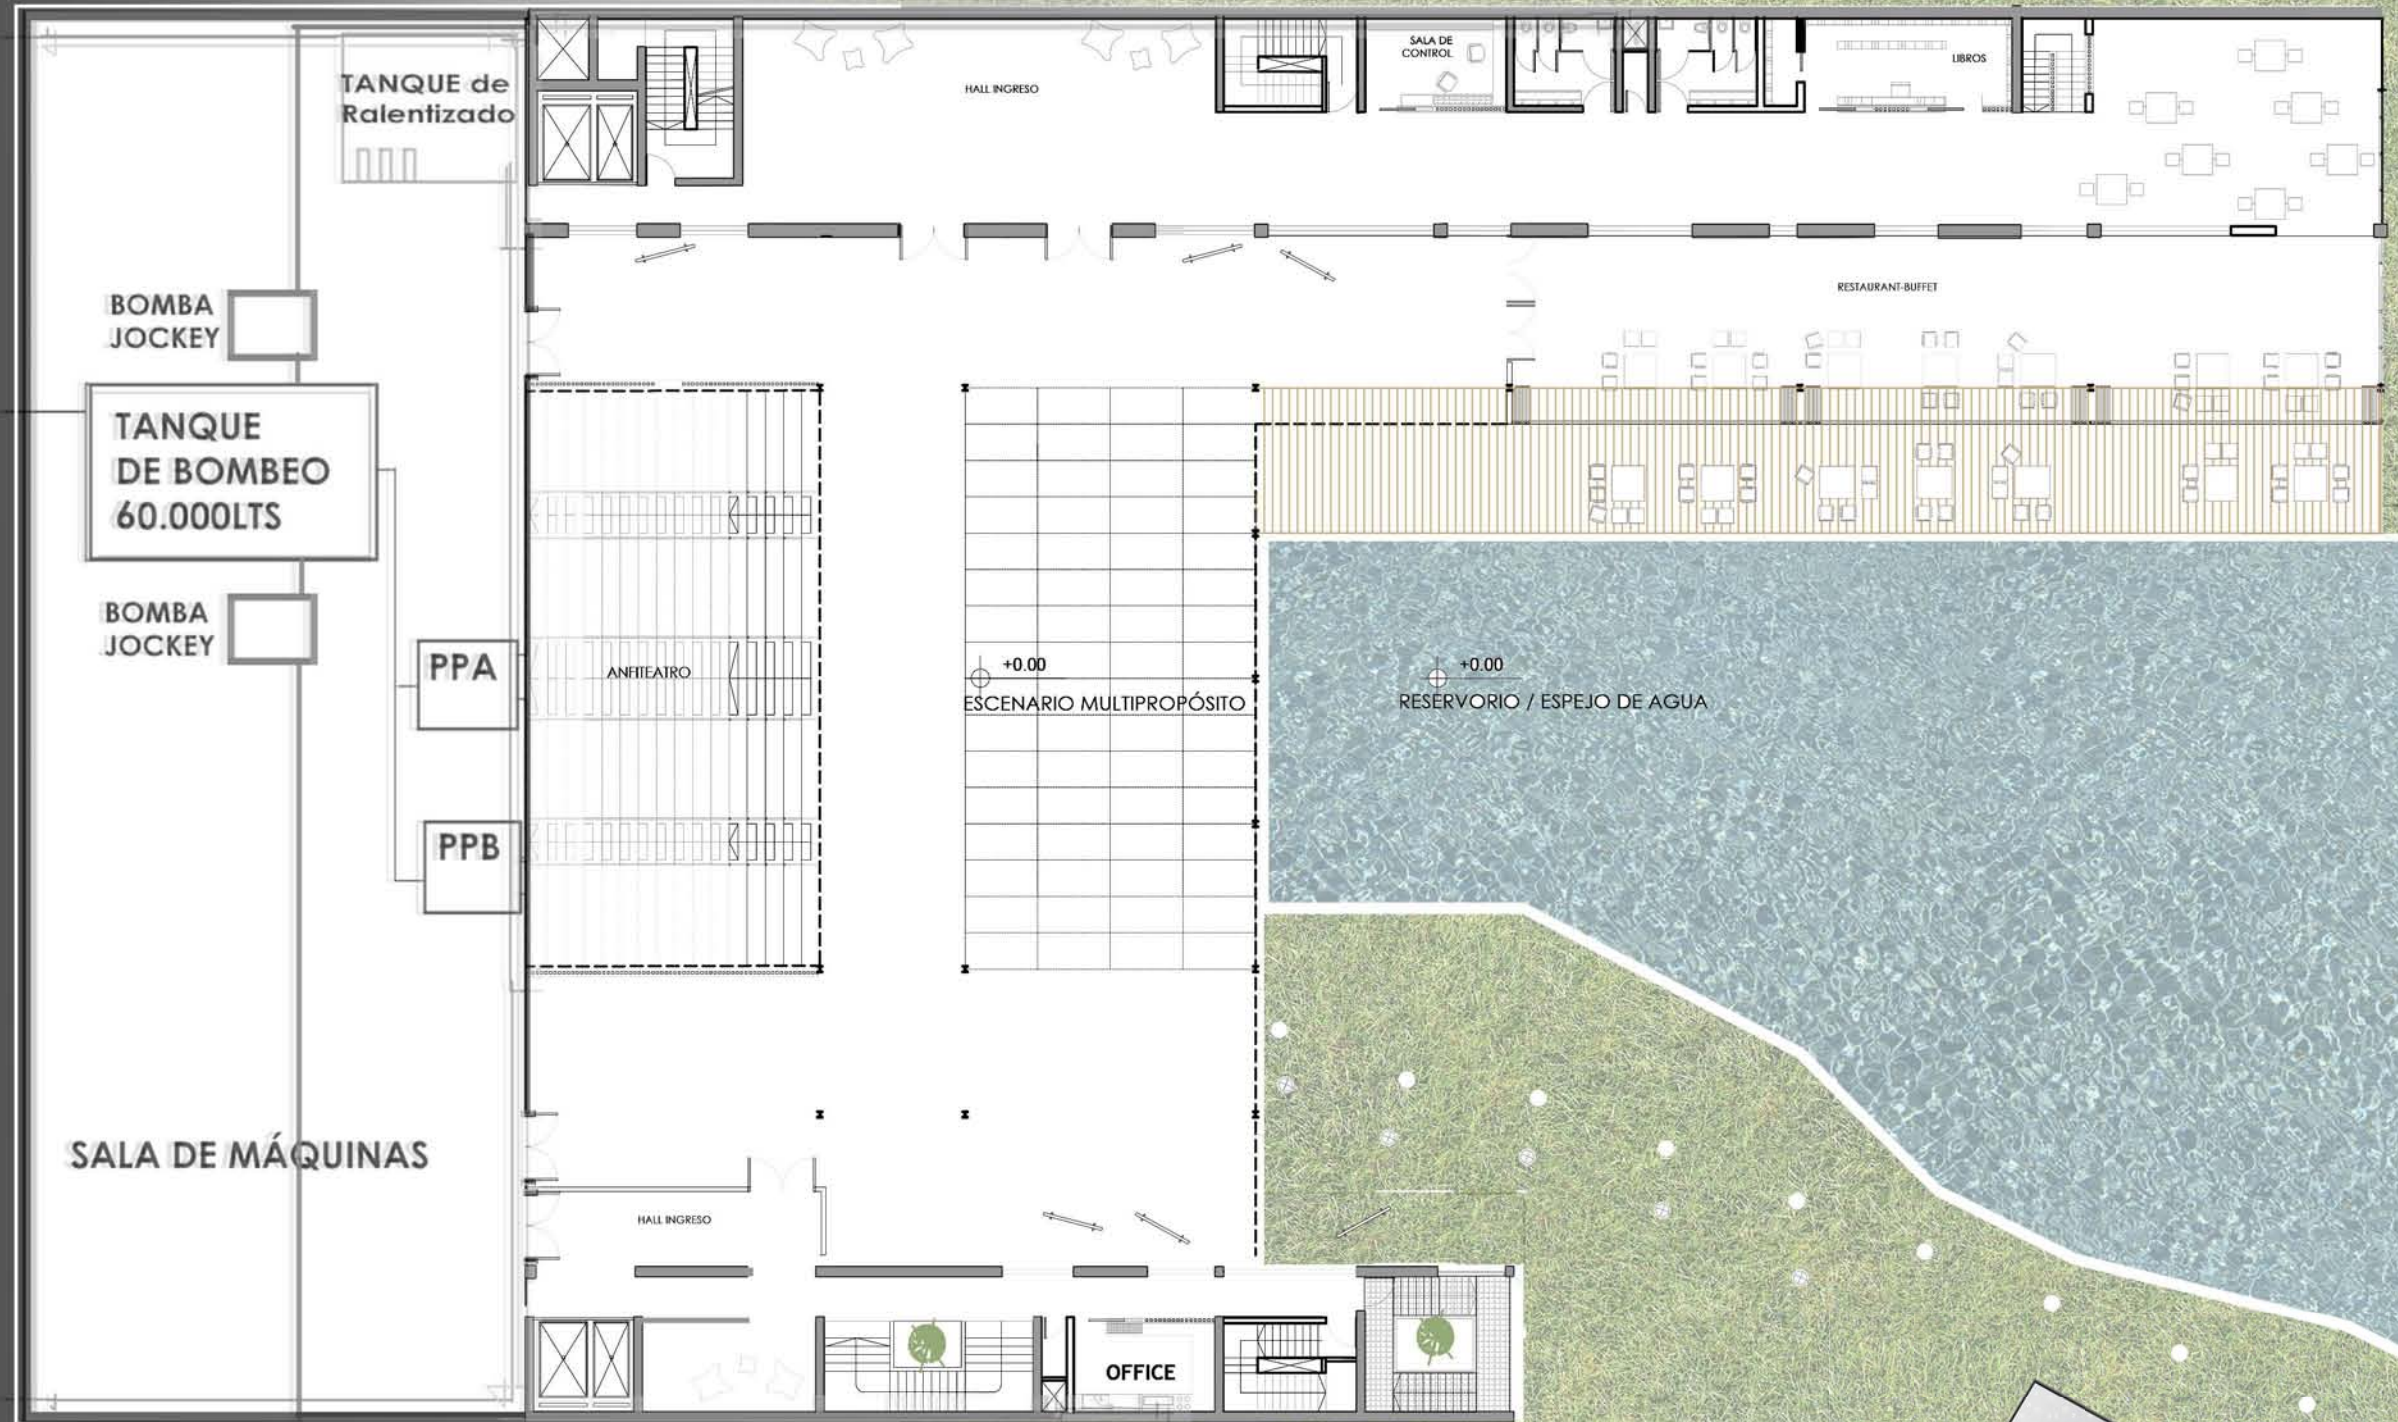 TANQUE de
Ralentizado
HALL INGRESO
SALA DE
CONTROL
LIBROS
BOMBA
JOCKEY
RESTAURANT-BUFFET
TANQUE
DE BOMBEO
60.000LTS
BOMBA
JOCKEY
PPA
ANFITEATRO
+0.00
ESCENARIO MULTIPROPÓSITO
+0.00
RESERVORIO / ESPEJO DE AGUA
PPB
SALA DE MÁQUINAS
HALL INGRESO
OFFICE